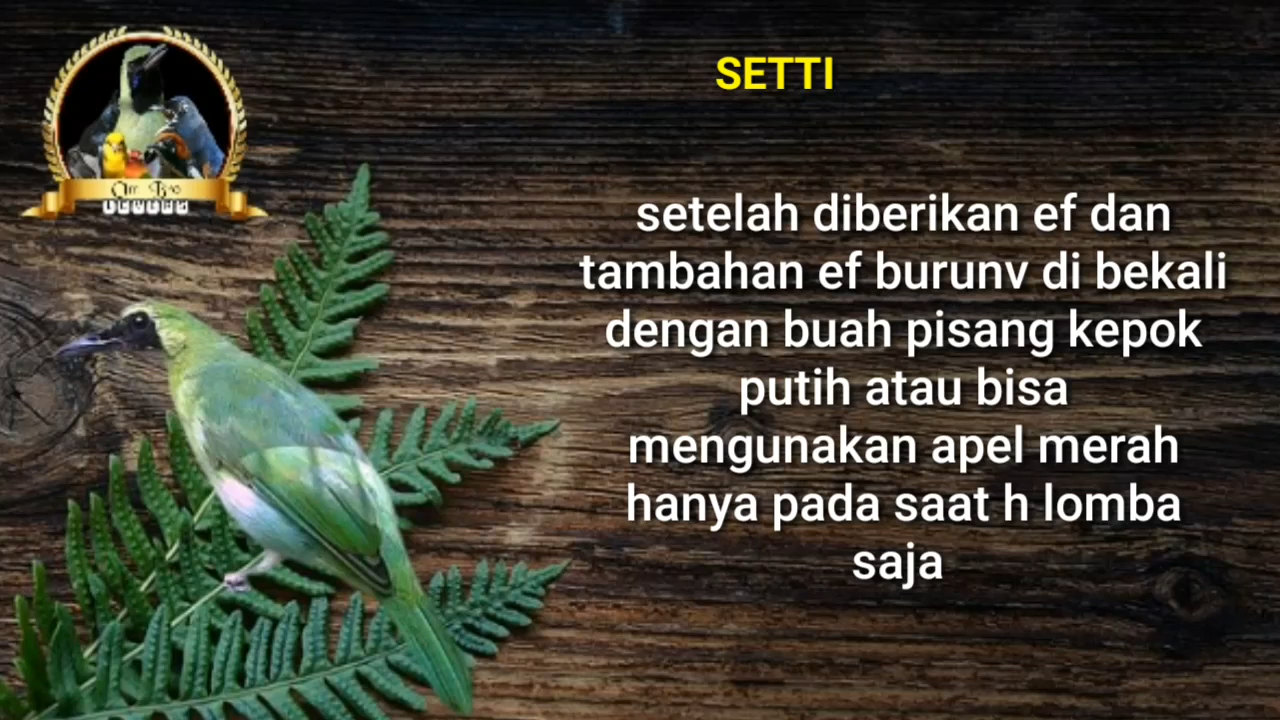 SETTI
setelah diberikan ef dan
tambahan ef burunv di bekali
dengan buah pisang kepok
putih atau bisa
mengunakan apel merah
hanya pada saat h lomba
saja